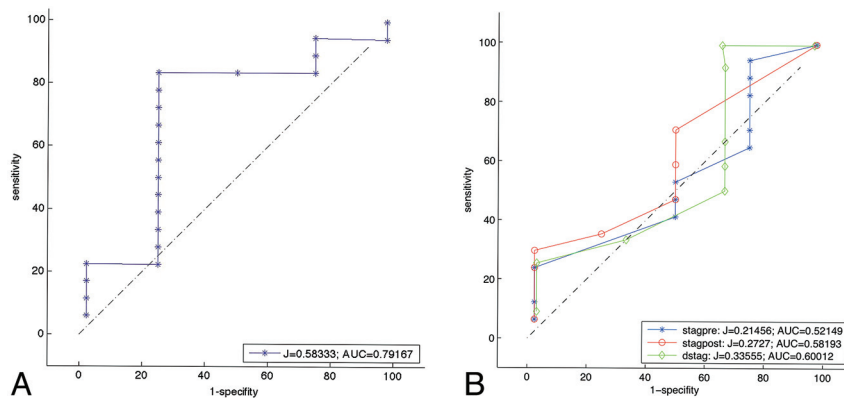 100
80
60
40
20
0
sensitivity
0 20 40 60 80 100
1-specifity
J=0.58333; AUC=0.79167
A
100
80
60
40
20
0
sensitivity
0 20 40 60 80 100
1-specifity
stagpre: J=0.21456; AUC=0.52149
stagpost: J=0.2727; AUC=0.58193
dstag: J=0.33555; AUC=0.60012
B